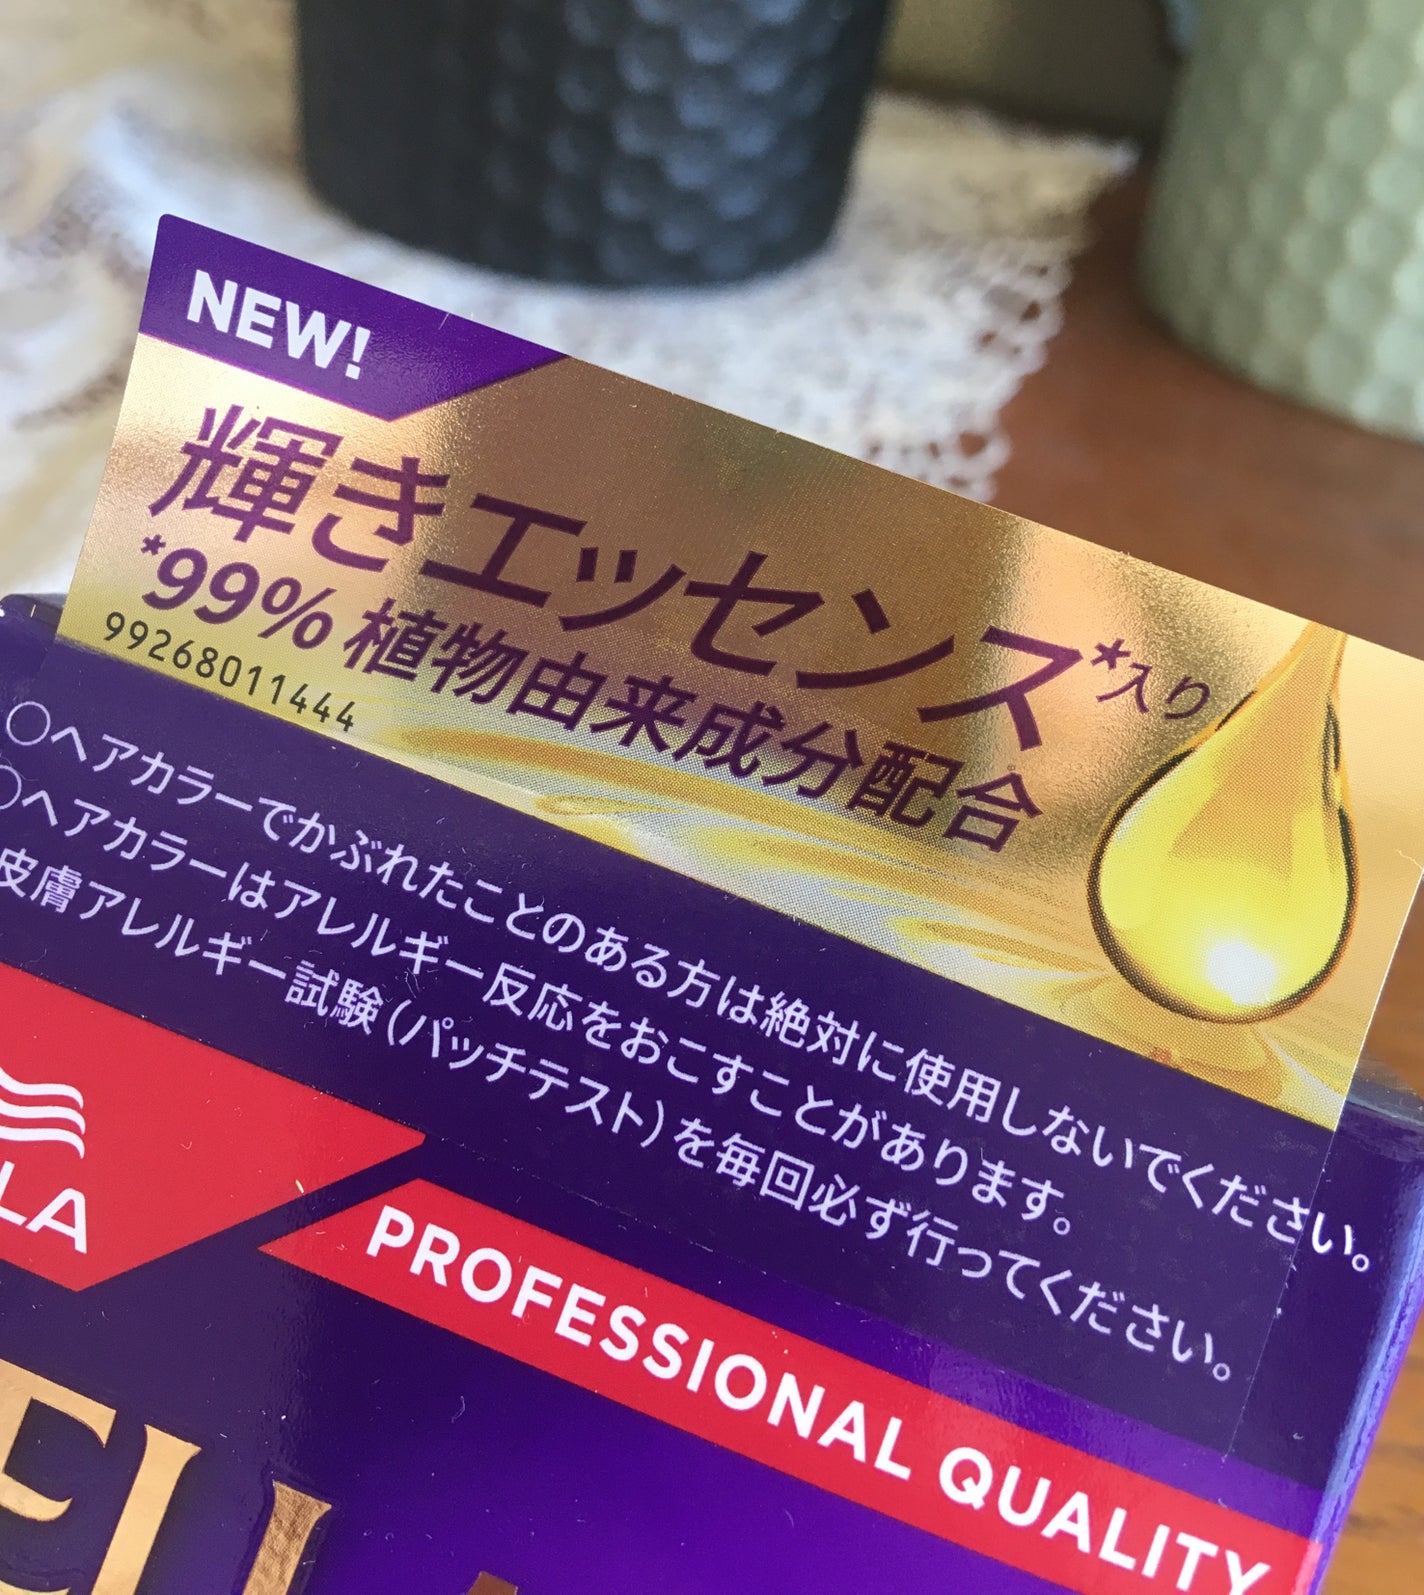 NEW!
輝きエッセンス*入り
*99%植物由来成分配合
99268011444
○ヘアカラーでかぶれたことのある方は絶対に使用しないでください。
○ヘアカラーはアレルギー反応をおこすことがあります。
皮膚アレルギー試験(パッチテスト)を毎回必ず行ってください。
LA
PROFESSIONAL QUALITY
ELLA